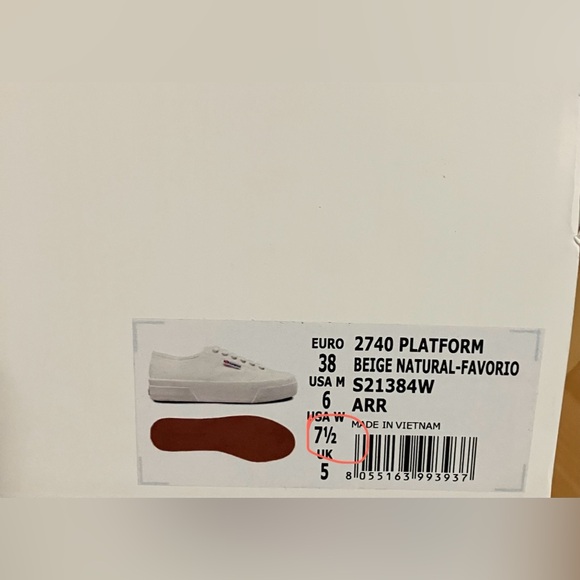 EURO
38
USA M
6
USA W
7½
UK
5
2740 PLATFORM
BEIGE NATURAL-FAVORIO
S21384W
ARR
MADE IN VIETNAM
8 055163 993937